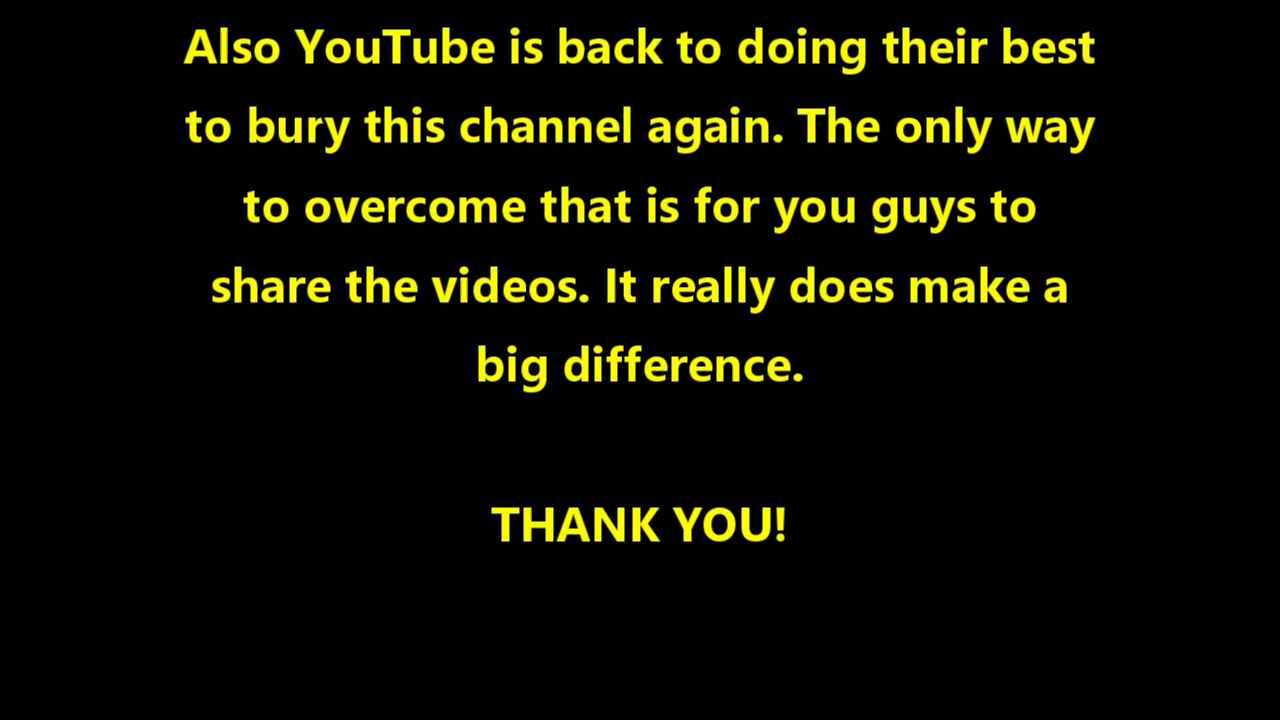 Also YouTube is back to doing their best
to bury this channel again. The only way
to overcome that is for you guys to
share the videos. It really does make a
big difference.
THANK YOU!